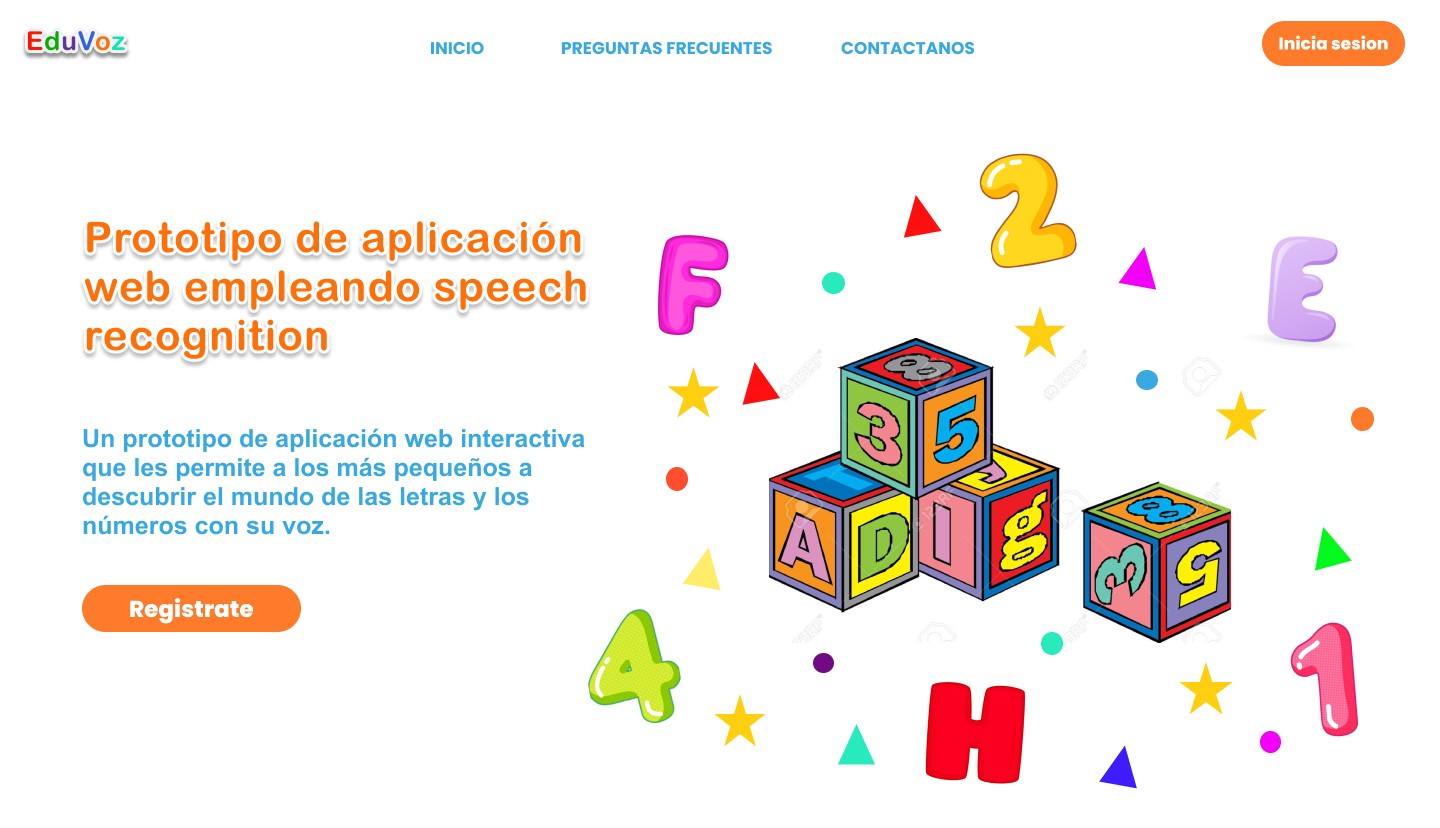 EduVoz
INICIO
PREGUNTAS FRECUENTES
CONTACTANOS
Inicia sesion
Prototipo de aplicación
web empleando speech
recognition
Un prototipo de aplicación web interactiva
que les permite a los más pequeños a
descubrir el mundo de las letras y los
números con su voz.
Registrate
2
F
E
8
3
5
A
D
I
g
8
3
5
4
H
1